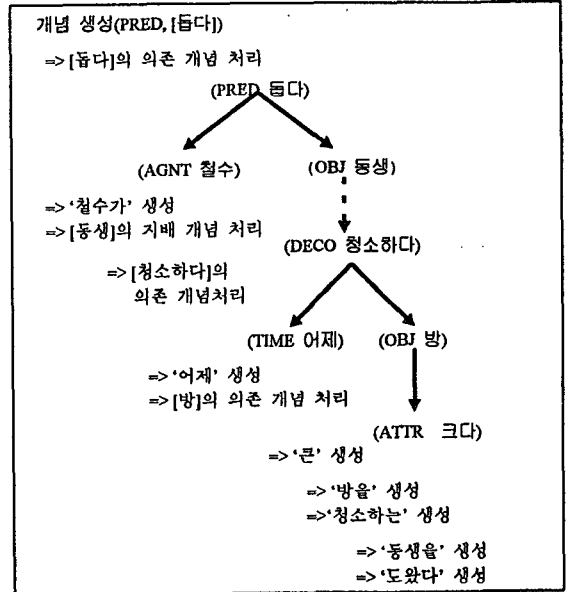 개념 생성(PRED, [돕다])
=> [돕다]의 의존 개념 처리
(PRED 돕다)
(AGNT 철수) (OBJ 동생)
=> '철수가' 생성
=> [동생]의 지배 개념 처리
(DECO 청소하다)
=> [청소하다]의
의존 개념처리
(TIME 어제) (OBJ 방)
=> '어제' 생성
=> [방]의 의존 개념 처리
(ATTR 크다)
=> '큰' 생성
=> '방을' 생성
=>'청소하는' 생성
=> '동생을' 생성
=> '도왔다' 생성